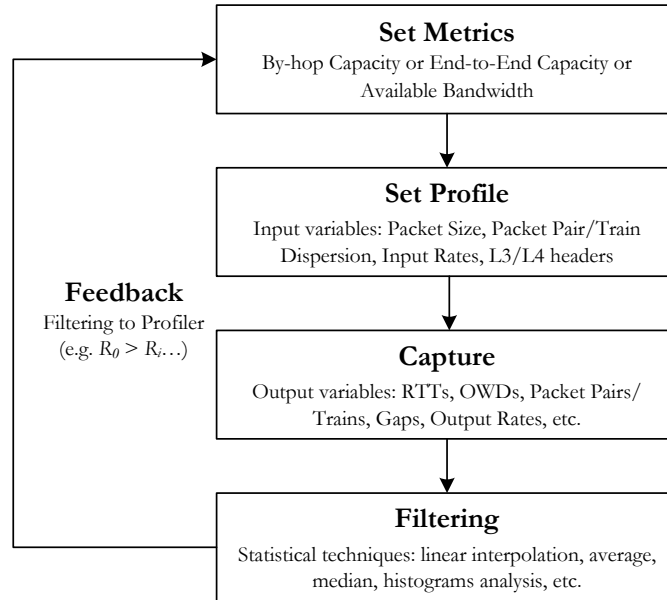 Set Metrics
By-hop Capacity or End-to-End Capacity or
Available Bandwidth
Set Profile
Input variables: Packet Size, Packet Pair/Train
Dispersion, Input Rates, L3/L4 headers
Feedback
Filtering to Profiler
(e.g. R₀ > Rᵢ…)
Capture
Output variables: RTTs, OWDs, Packet Pairs/
Trains, Gaps, Output Rates, etc.
Filtering
Statistical techniques: linear interpolation, average,
median, histograms analysis, etc.